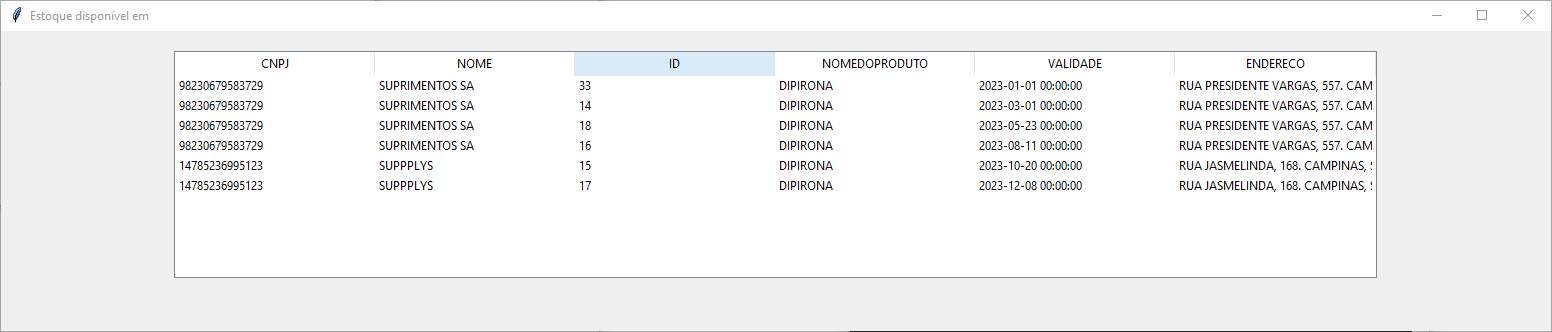 Estoque disponível em
CNPJ NOME ID NOMEDOPRODUTO VALIDADE ENDERECO
98230679583729 SUPRIMENTOS SA 33 DIPIRONA 2023-01-01 00:00:00 RUA PRESIDENTE VARGAS, 557. CAM
98230679583729 SUPRIMENTOS SA 14 DIPIRONA 2023-03-01 00:00:00 RUA PRESIDENTE VARGAS, 557. CAM
98230679583729 SUPRIMENTOS SA 18 DIPIRONA 2023-05-23 00:00:00 RUA PRESIDENTE VARGAS, 557. CAM
98230679583729 SUPRIMENTOS SA 16 DIPIRONA 2023-08-11 00:00:00 RUA PRESIDENTE VARGAS, 557. CAM
14785236995123 SUPPPLYS 15 DIPIRONA 2023-10-20 00:00:00 RUA JASMELINDA, 168. CAMPINAS,
14785236995123 SUPPPLYS 17 DIPIRONA 2023-12-08 00:00:00 RUA JASMELINDA, 168. CAMPINAS,